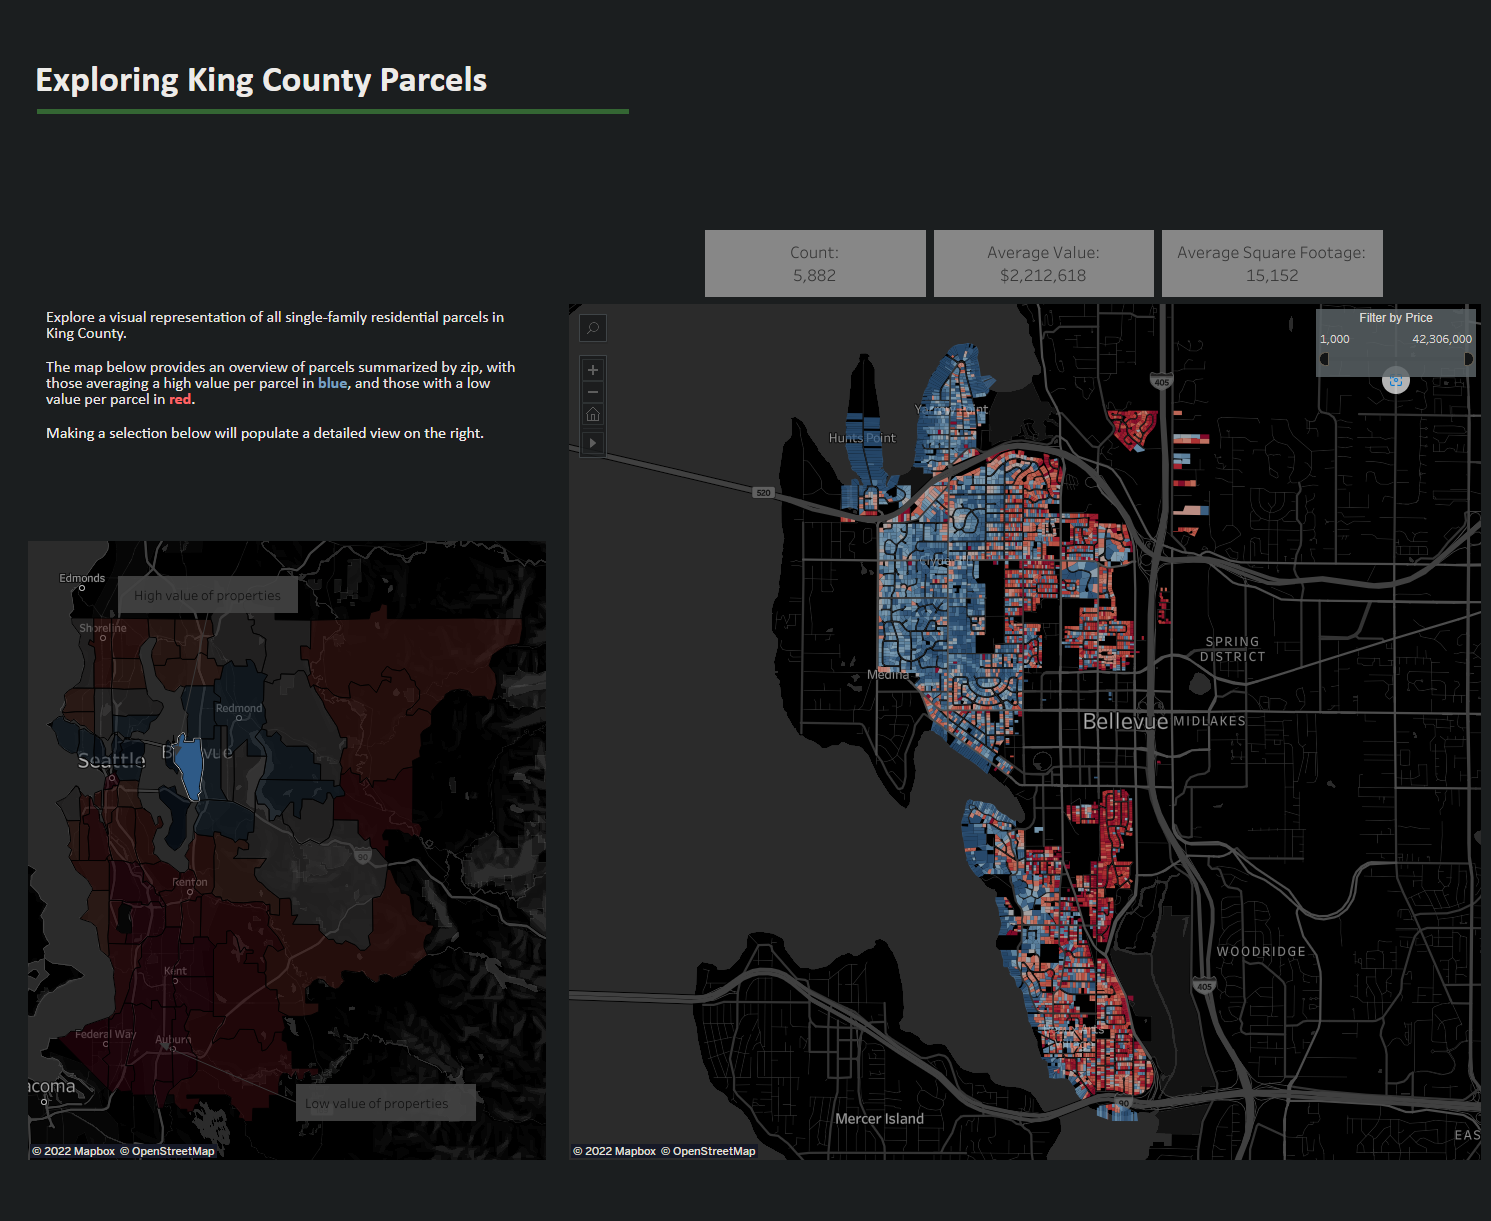 Exploring King County Parcels
Count:
5,882
Average Value:
$2,212,618
Average Square Footage:
15,152
Explore a visual representation of all single-family residential parcels in
King County.
The map below provides an overview of parcels summarized by zip, with
those averaging a high value per parcel in blue, and those with a low
value per parcel in red.
Making a selection below will populate a detailed view on the right.
Filter by Price
1,000 42,306,000
405
Yarrow Point
Hunts Point
520
Clyde
Medina
SPRING
DISTRICT
Bellevue MIDLAKES
WOODRIDGE
405
90
Mercer Island
EAS
© 2022 Mapbox © OpenStreetMap
Edmonds
High value of properties
Shoreline
Redmond
Seattle
90
Renton
Kent
Federal Way
Auburn
acoma
Low value of properties
© 2022 Mapbox © OpenStreetMap